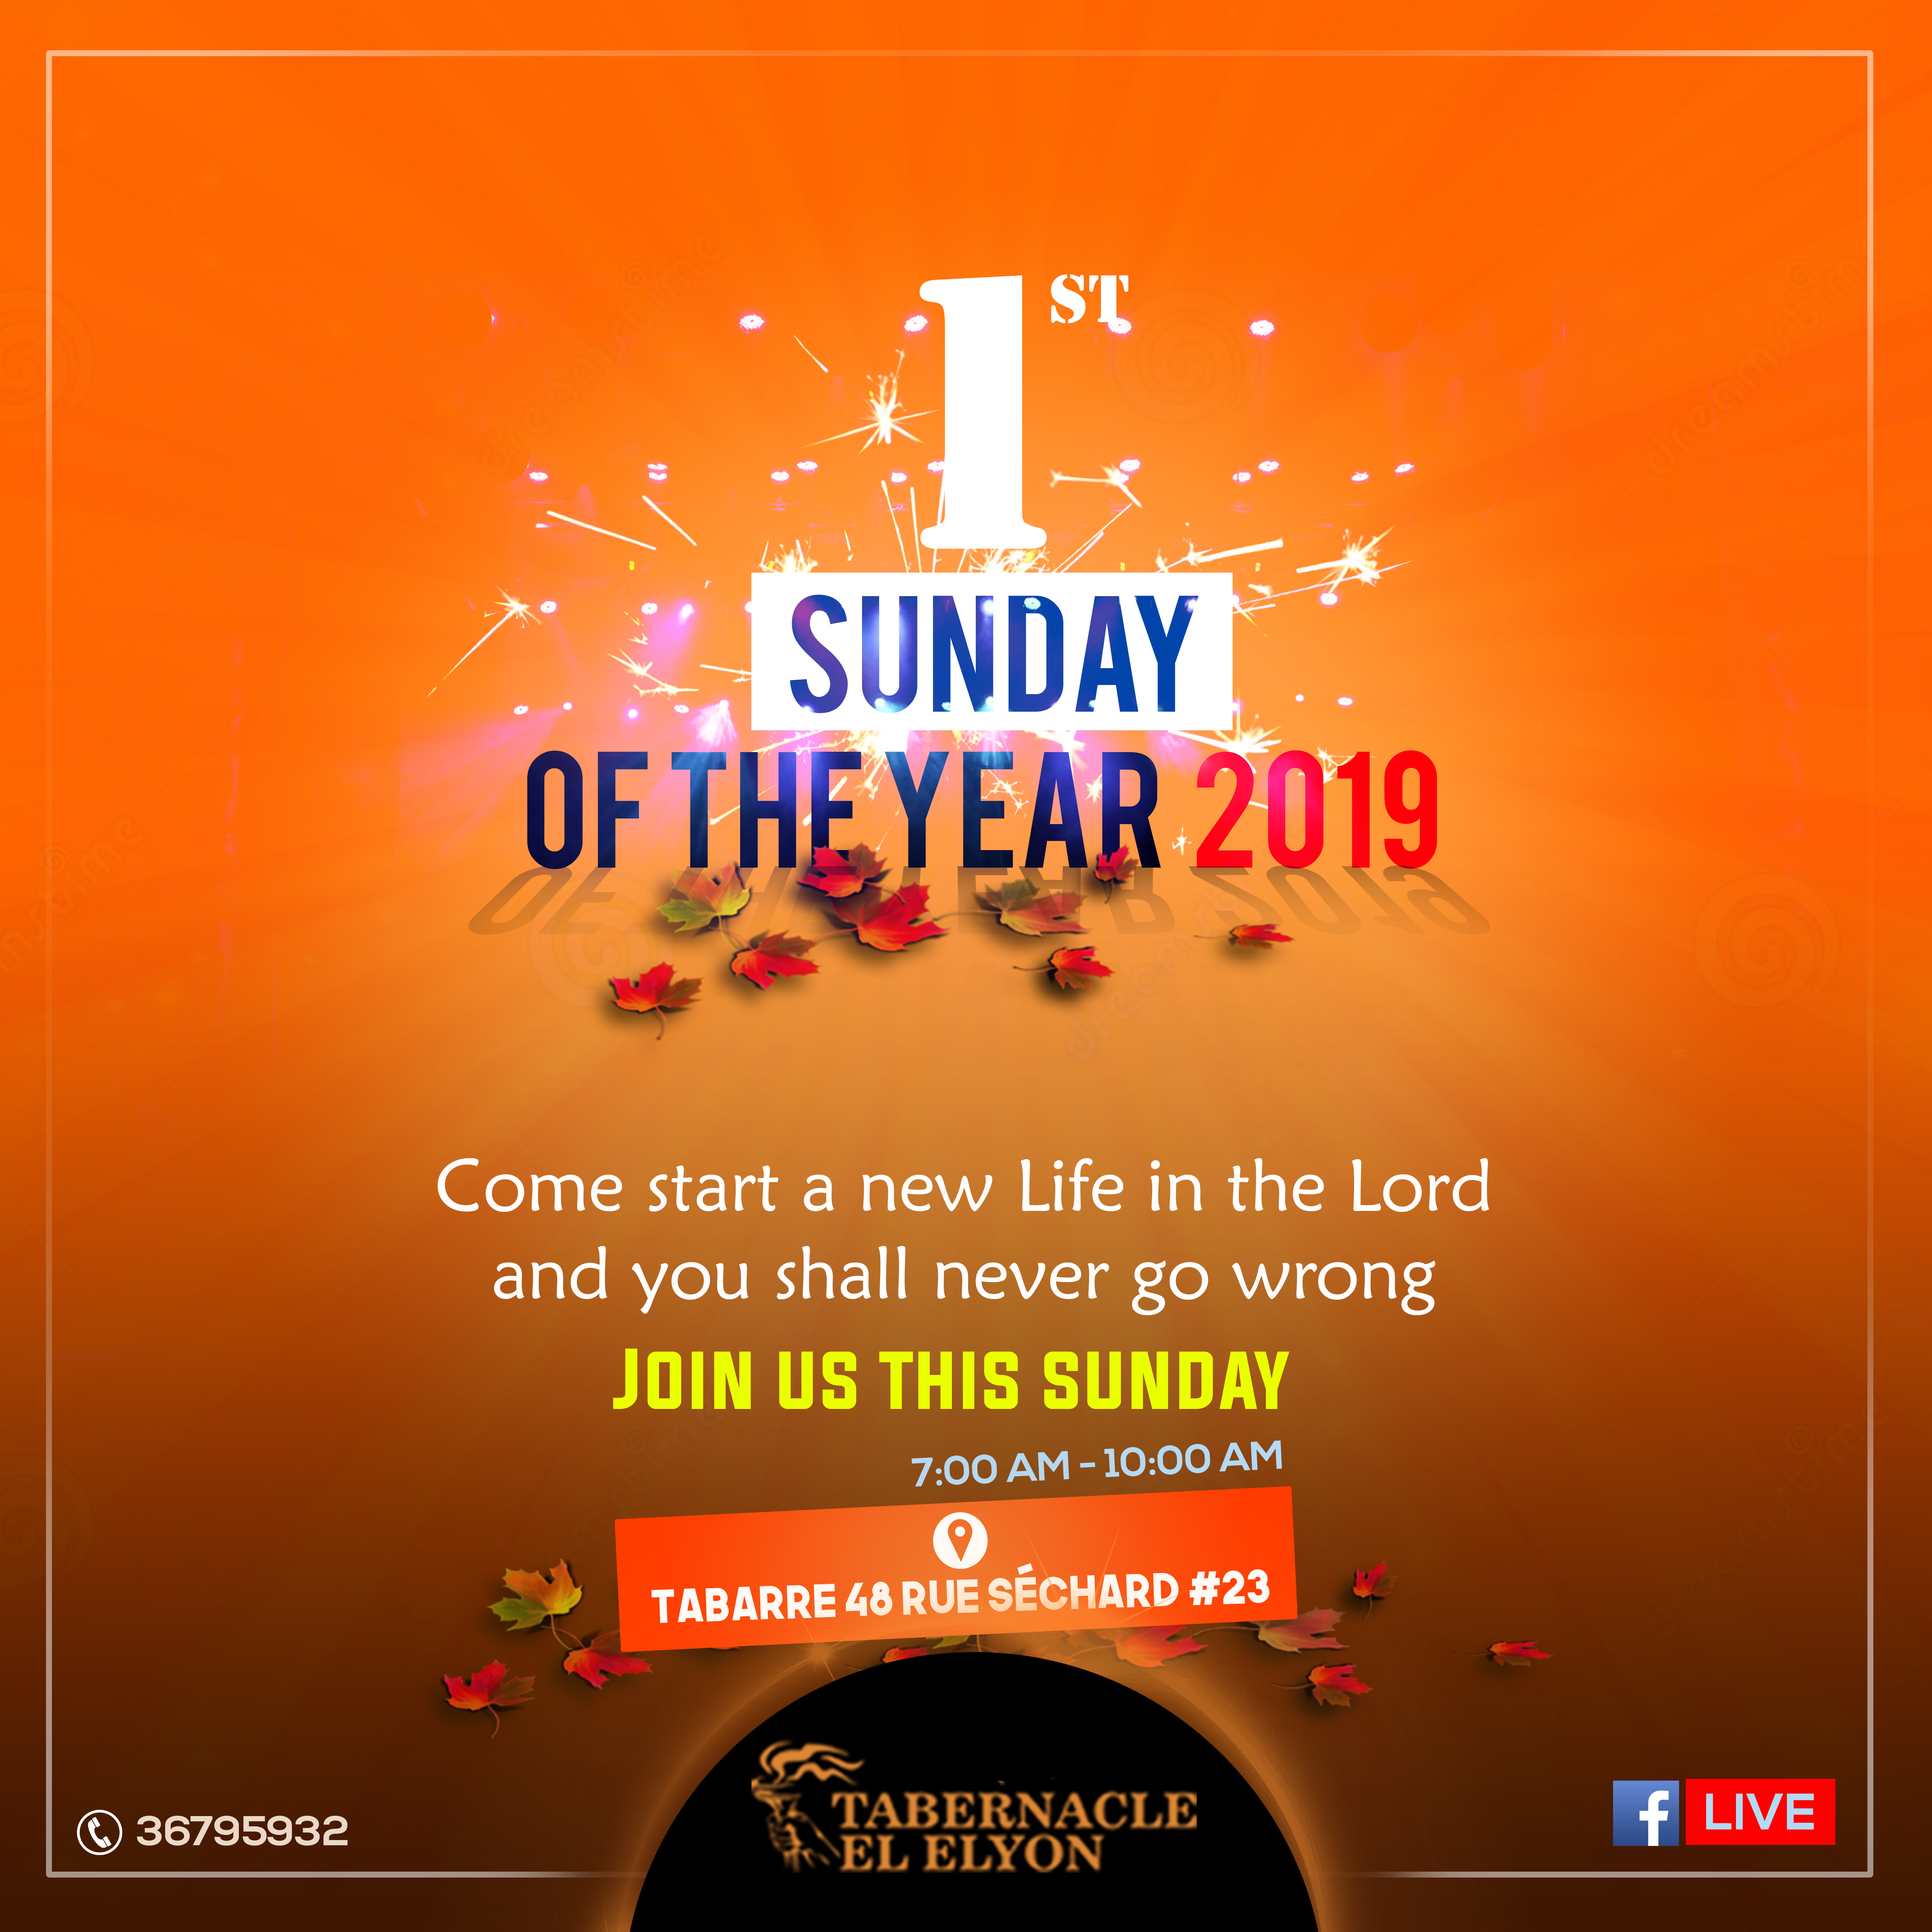 1ST
SUNDAY
OF THE YEAR 2019
Come start a new Life in the Lord
and you shall never go wrong
JOIN US THIS SUNDAY
7:00 AM - 10:00 AM
TABARRE 48 RUE SÉCHARD #23
TABERNACLE
EL ELYON
36795932
f LIVE
dreamstime